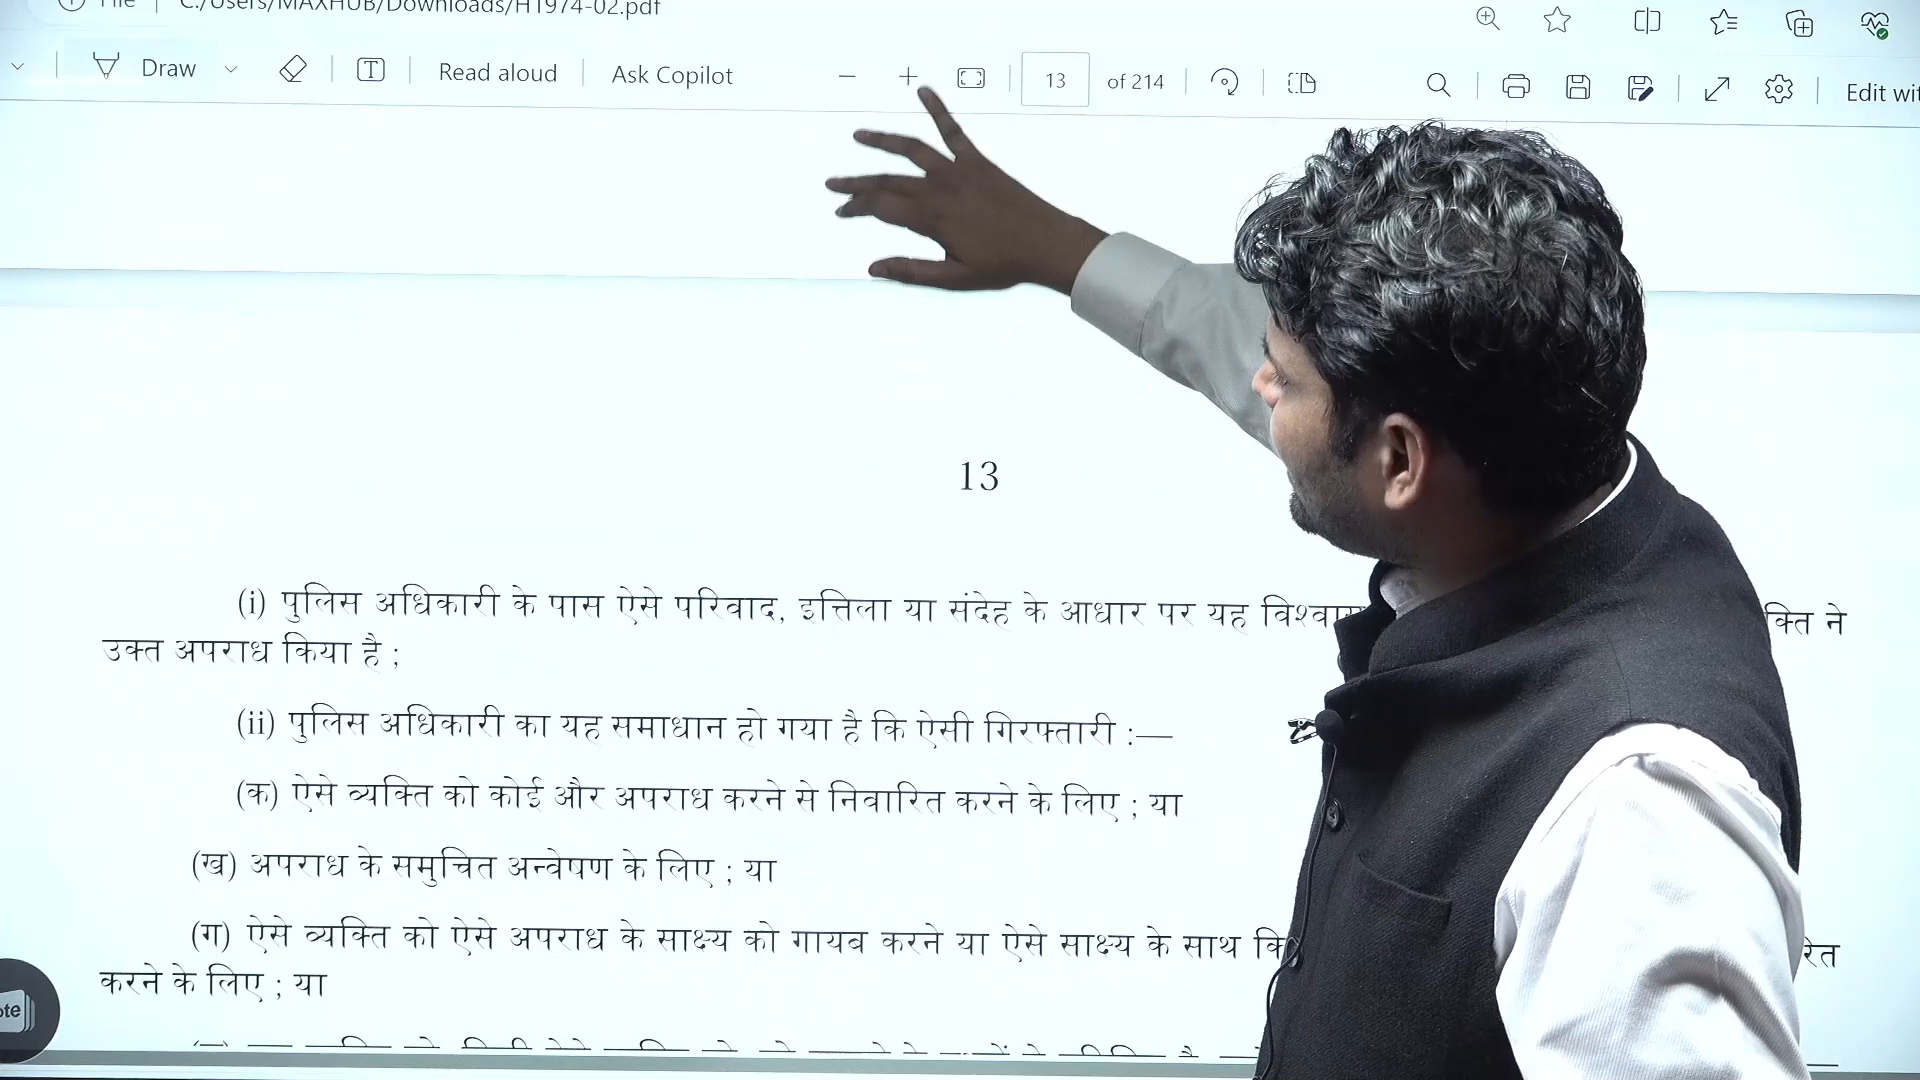 File C:/Users/MAXHUB/Downloads/H1974-02.pdf
Draw Read aloud Ask Copilot 13 of 214
13
(i) पुलिस अधिकारी के पास ऐसे परिवाद, इत्तिला या संदेह के आधार पर यह ने
उक्त अपराध किया है ;
(ii) पुलिस अधिकारी का यह समाधान हो गया है कि ऐसी गिरफ्तारी :—
(क) ऐसे व्यक्ति को कोई और अपराध करने से निवारित करने के लिए ; या
(ख) अपराध के समुचित अन्वेषण के लिए ; या
(ग) ऐसे व्यक्ति को ऐसे अपराध के साक्ष्य को गायब करने या ऐसे साक्ष्य के साथ
करने के लिए ; या